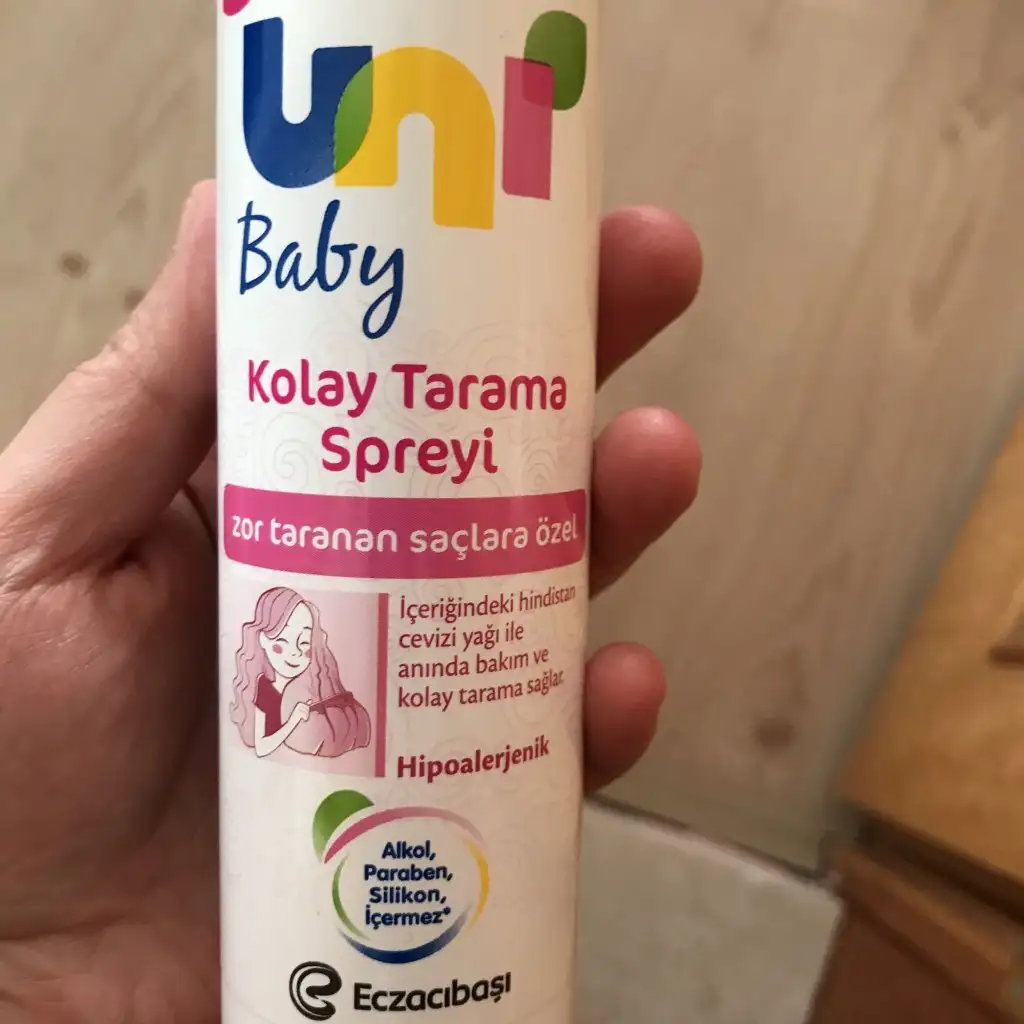 uni
Baby
Kolay Tarama
Spreyi
zor taranan saçlara özel
İçeriğindeki hindistan
cevizi yağı ile
anında bakım ve
kolay tarama sağlar.
Hipoalerjenik
Alkol,
Paraben,
Silikon,
İçermez*
Eczacıbaşı